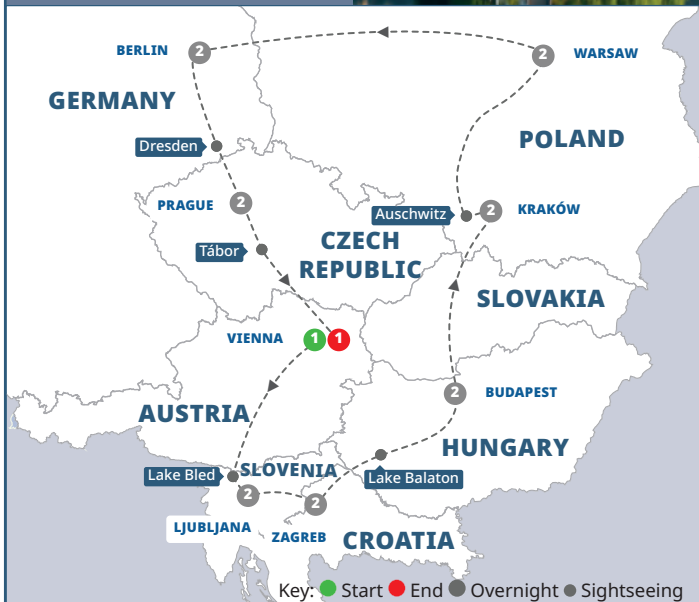 BERLIN
2
2
WARSAW
GERMANY
POLAND
Dresden
PRAGUE
2
Auschwitz
2
KRAKÓW
Tábor
CZECH
REPUBLIC
SLOVAKIA
VIENNA
1
1
2
BUDAPEST
AUSTRIA
HUNGARY
Lake Bled
SLOVENIA
Lake Balaton
2
2
LJUBLJANA
ZAGREB
CROATIA
Key: Start End Overnight Sightseeing